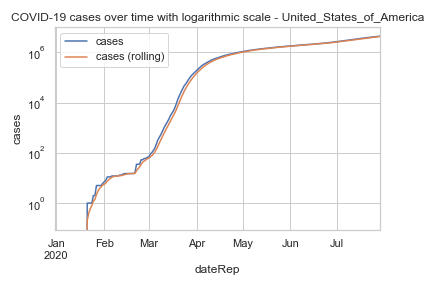 COVID-19 cases over time with logarithmic scale - United_States_of_America
cases
cases (rolling)
10^6
10^4
10^2
10^0
cases
Jan Feb Mar Apr May Jun Jul
2020
dateRep